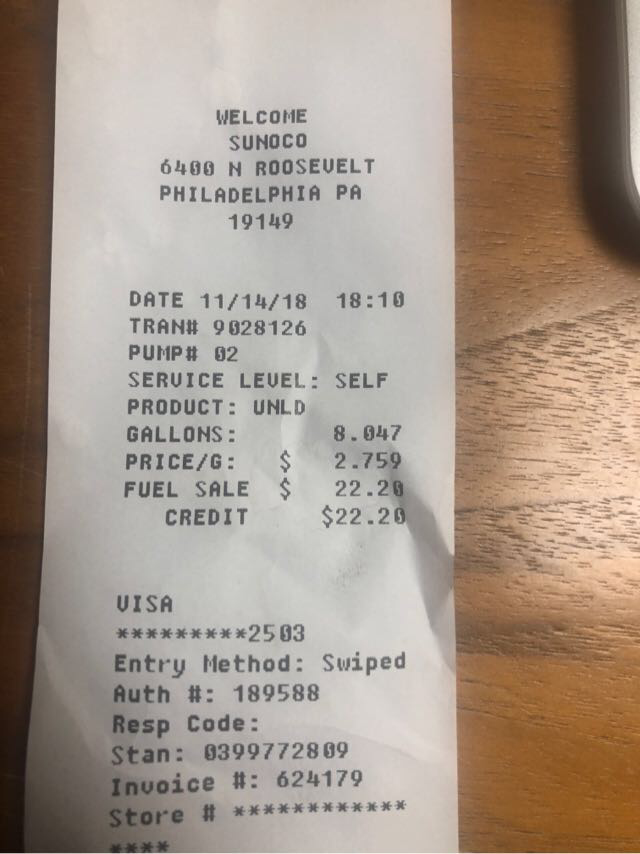 WELCOME
SUNOCO
6400 N ROOSEVELT
PHILADELPHIA PA
19149
DATE 11/14/18 18:10
TRAN# 9028126
PUMP# 02
SERVICE LEVEL: SELF
PRODUCT: UNLD
GALLONS: 8.047
PRICE/G: $ 2.759
FUEL SALE $ 22.20
CREDIT $22.20
VISA
*********2503
Entry Method: Swiped
Auth #: 189588
Resp Code:
Stan: 0399772809
Invoice #: 624179
Store # ************
****